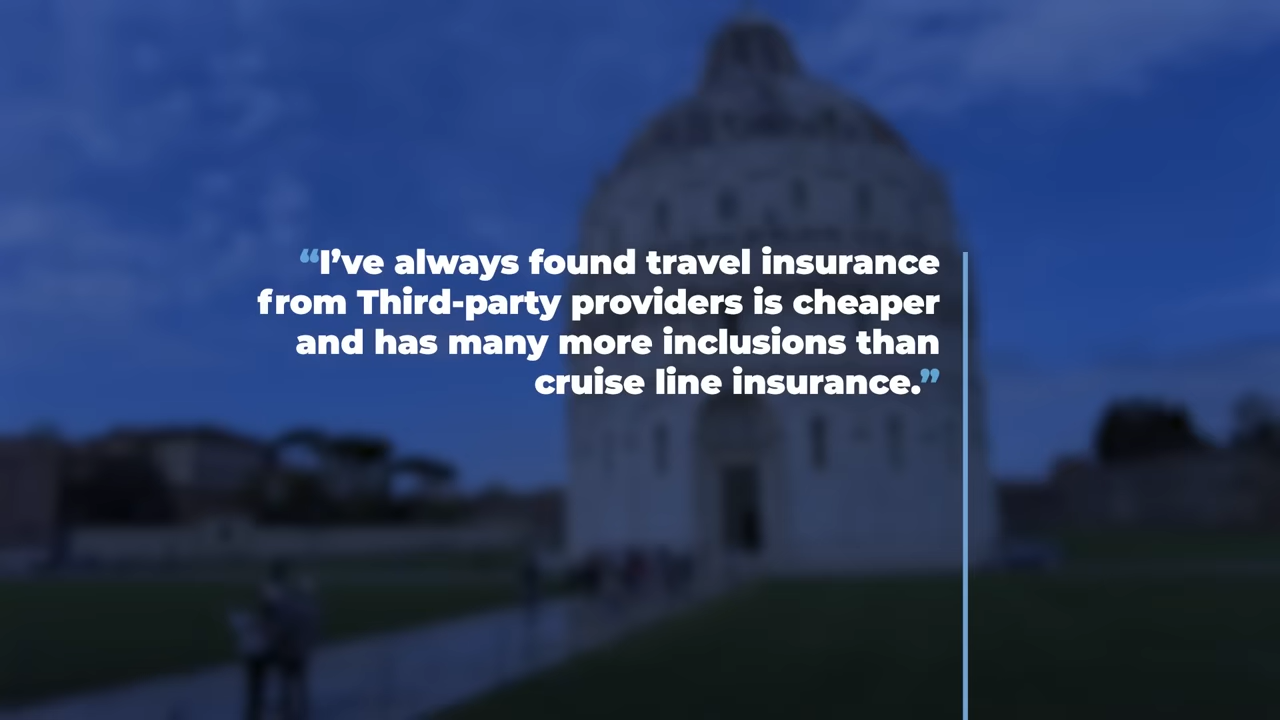 “I’ve always found travel insurance
from Third-party providers is cheaper
and has many more inclusions than
cruise line insurance.”